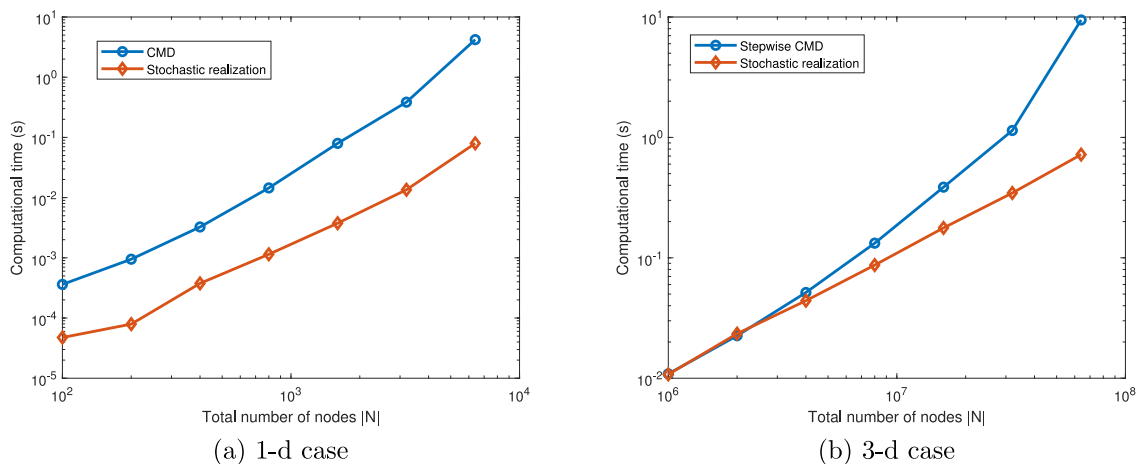 10^1
10^0
10^-1
10^-2
10^-3
10^-4
10^-5
Computational time (s)
CMD
Stochastic realization
10^2
10^3
10^4
Total number of nodes |N|
(a) 1-d case
10^1
10^0
10^-1
10^-2
Computational time (s)
Stepwise CMD
Stochastic realization
10^6
10^7
10^8
Total number of nodes |N|
(b) 3-d case